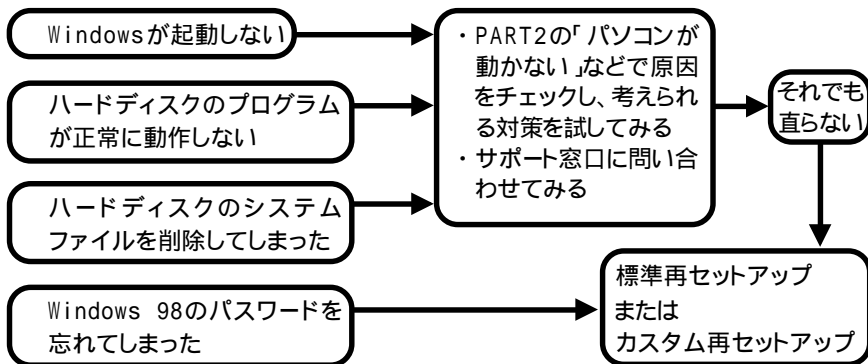 Windowsが起動しない
ハードディスクのプログラム
が正常に動作しない
ハードディスクのシステム
ファイルを削除してしまった
Windows 98のパスワードを
忘れてしまった
・PART2の「パソコンが
動かない」などで原因
をチェックし、考えられ
る対策を試してみる
・サポート窓口に問い合
わせてみる
それでも
直らない
標準再セットアップ
または
カスタム再セットアップ